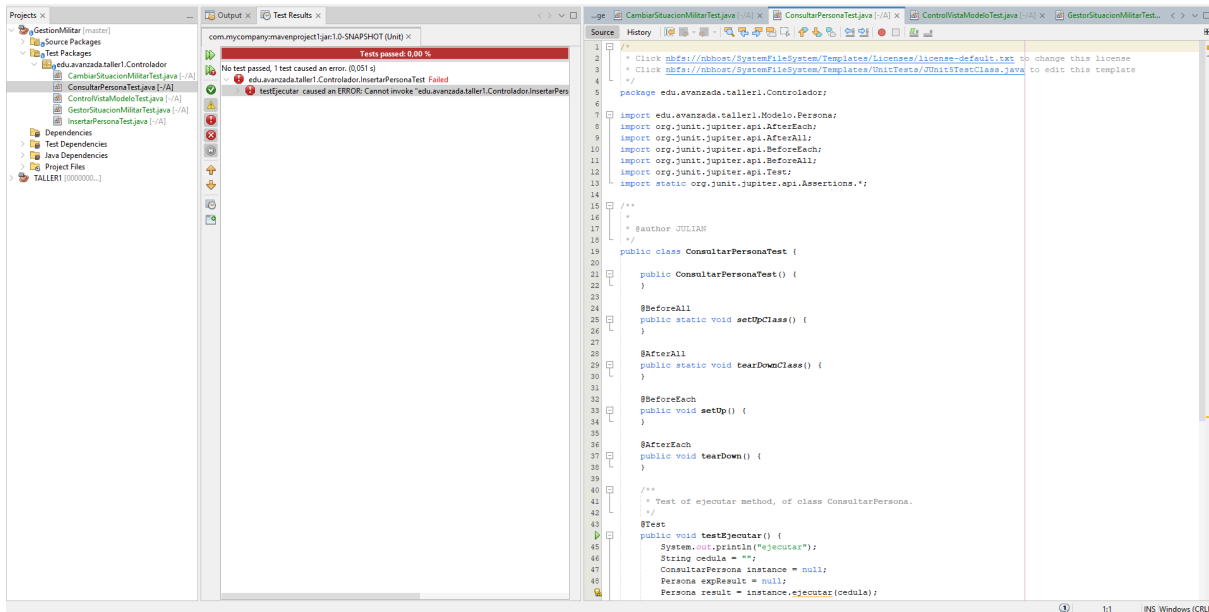 Projects
GestionMilitar [master]
Source Packages
Test Packages
edu.avanzada.taller1.Controlador
CambiarSituacionMilitarTest.java [-/A]
ConsultarPersonaTest.java [-/A]
ControlVistaModeloTest.java [-/A]
GestorSituacionMilitarTest.java [-/A]
InsertarPersonaTest.java [-/A]
Dependencies
Test Dependencies
Java Dependencies
Project Files
TALLER1 [0000000...]
Output
Test Results
com.mycompany:mavenproject1:jar:1.0-SNAPSHOT (Unit)
Tests passed: 0,00 %
No test passed, 1 test caused an error. (0,051 s)
edu.avanzada.taller1.Controlador.InsertarPersonaTest Failed
testEjecutar caused an ERROR: Cannot invoke "edu.avanzada.taller1.Controlador.InsertarPers
...ge
CambiarSituacionMilitarTest.java [-/A]
ConsultarPersonaTest.java [-/A]
ControlVistaModeloTest.java [-/A]
GestorSituacionMilitarTest...
Source History
1 /*
2 * Click nbfs://nbhost/SystemFileSystem/Templates/Licenses/license-default.txt to change this license
3 * Click nbfs://nbhost/SystemFileSystem/Templates/UnitTests/JUnit5TestClass.java to edit this template
4 */
5 package edu.avanzada.taller1.Controlador;
6
7 import edu.avanzada.taller1.Modelo.Persona;
8 import org.junit.jupiter.api.AfterEach;
9 import org.junit.jupiter.api.AfterAll;
10 import org.junit.jupiter.api.BeforeEach;
11 import org.junit.jupiter.api.BeforeAll;
12 import org.junit.jupiter.api.Test;
13 import static org.junit.jupiter.api.Assertions.*;
14
15 /**
16 *
17 * @author JULIAN
18 */
19 public class ConsultarPersonaTest {
20
21 public ConsultarPersonaTest() {
22 }
23
24 @BeforeAll
25 public static void setUpClass() {
26 }
27
28 @AfterAll
29 public static void tearDownClass() {
30 }
31
32 @BeforeEach
33 public void setUp() {
34 }
35
36 @AfterEach
37 public void tearDown() {
38 }
39
40 /**
41 * Test of ejecutar method, of class ConsultarPersona.
42 */
43 @Test
public void testEjecutar() {
45 System.out.println("ejecutar");
46 String cedula = "";
47 ConsultarPersona instance = null;
48 Persona expResult = null;
Persona result = instance.ejecutar(cedula);
1 1:1 INS Windows (CRL